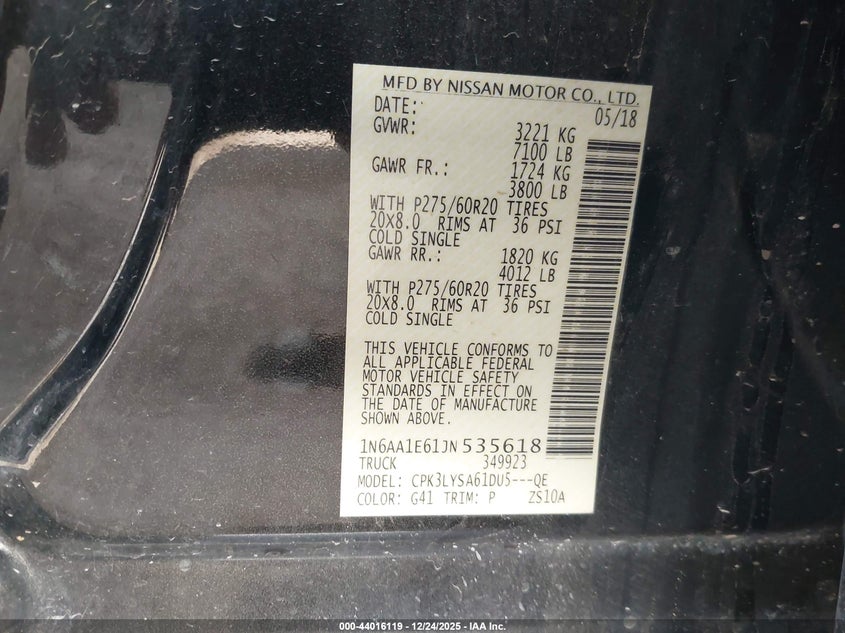 MFD BY NISSAN MOTOR CO., LTD.
DATE: 05/18
GVWR: 3221 KG
7100 LB
GAWR FR.: 1724 KG
3800 LB
WITH P275/60R20 TIRES
20X8.0 RIMS AT 36 PSI
COLD SINGLE
GAWR RR.: 1820 KG
4012 LB
WITH P275/60R20 TIRES
20X8.0 RIMS AT 36 PSI
COLD SINGLE
THIS VEHICLE CONFORMS TO
ALL APPLICABLE FEDERAL
MOTOR VEHICLE SAFETY
STANDARDS IN EFFECT ON
THE DATE OF MANUFACTURE
SHOWN ABOVE.
1N6AA1E61JN535618
TRUCK 349923
MODEL: CPK3LYSA61DU5---QE
COLOR: G41 TRIM: P ZS10A
000-44016119 - 12/24/2025 - IAA Inc.